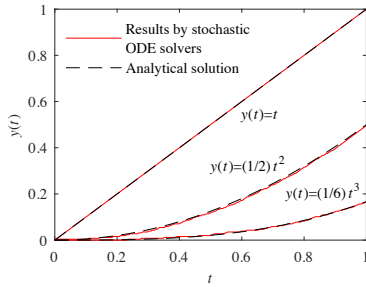 1
0.8
0.6
0.4
0.2
0
y(t)
Results by stochastic
ODE solvers
Analytical solution
y(t)=t
y(t)=(1/2) t²
y(t)=(1/6) t³
0 0.2 0.4 0.6 0.8 1
t